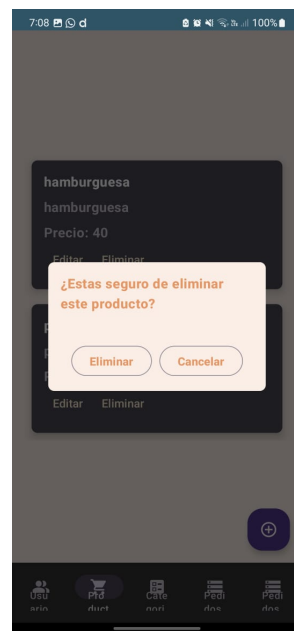 7:08 d 100%
hamburguesa
hamburguesa
Precio: 40
Editar Eliminar
¿Estas seguro de eliminar
este producto?
Eliminar Cancelar
Editar Eliminar
Usu Pro Cate Pedi Pedi
ario duct gori dos dos